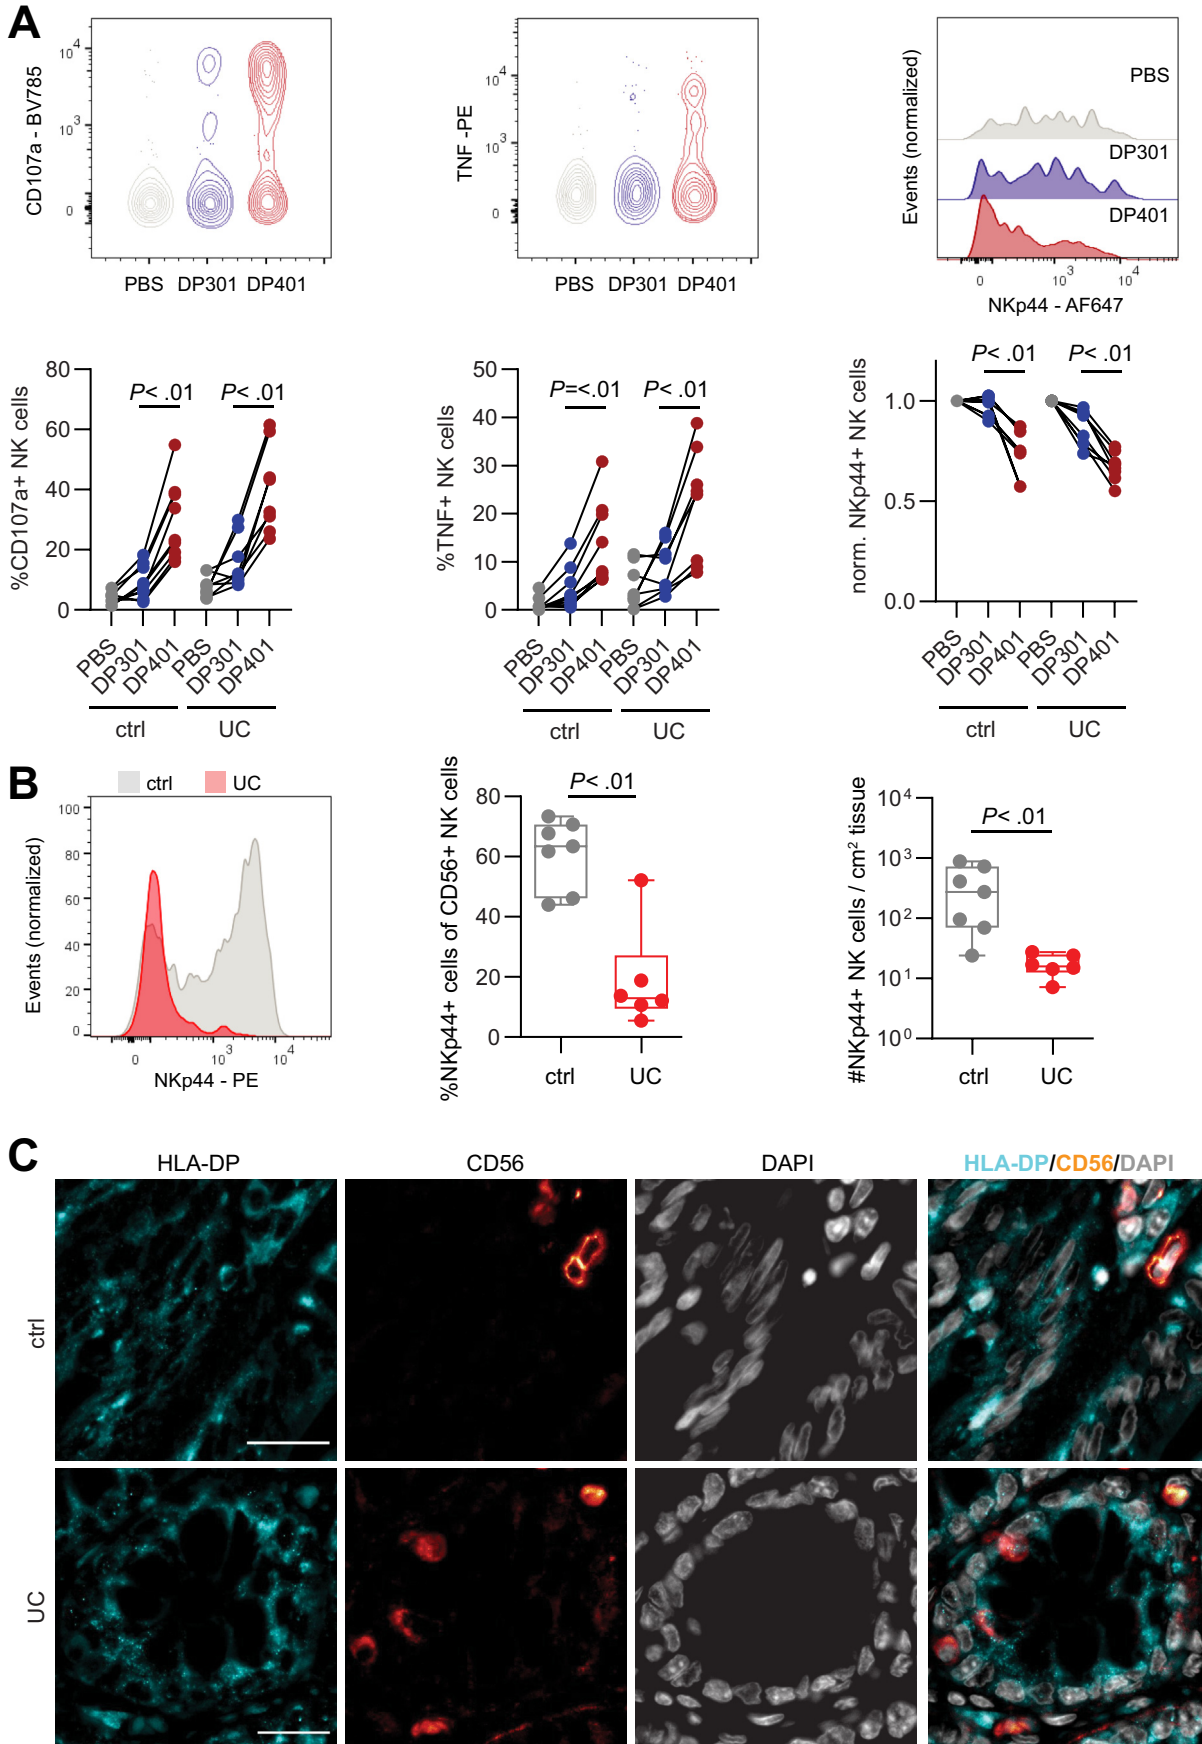 A
CD107a - BV785
10⁴
10³
0
PBS DP301 DP401
TNF -PE
10⁴
10³
0
PBS DP301 DP401
Events (normalized)
PBS
DP301
DP401
0 10³ 10⁴
NKp44 - AF647
%CD107a+ NK cells
80
60
40
20
0
P< .01 P< .01
PBS DP301 DP401 PBS DP301 DP401
ctrl UC
%TNF+ NK cells
50
40
30
20
10
0
P=<.01 P< .01
PBS DP301 DP401 PBS DP301 DP401
ctrl UC
norm. NKp44+ NK cells
1.0
0.5
0.0
P< .01 P< .01
PBS DP301 DP401 PBS DP301 DP401
ctrl UC
B
ctrl UC
Events (normalized)
100
80
60
40
20
0
0 10³ 10⁴
NKp44 - PE
%NKp44+ cells of CD56+ NK cells
80
60
40
20
0
P< .01
ctrl UC
#NKp44+ NK cells / cm² tissue
10⁴
10³
10²
10¹
10⁰
P< .01
ctrl UC
C
HLA-DP CD56 DAPI HLA-DP/CD56/DAPI
ctrl
UC